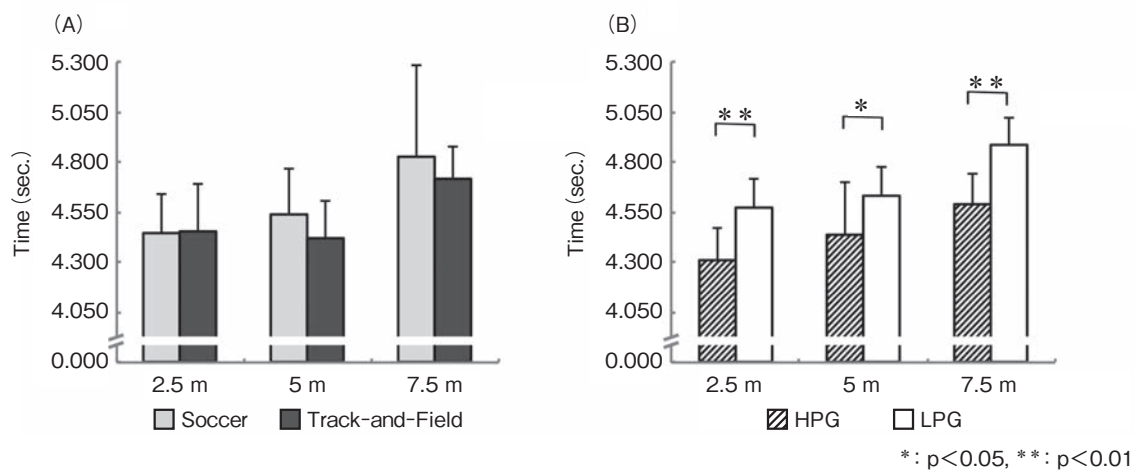 (A)
Time (sec.)
5.300
5.050
4.800
4.550
4.300
4.050
0.000
2.5 m 5 m 7.5 m
Soccer Track-and-Field
(B)
Time (sec.)
5.300
5.050
4.800
4.550
4.300
4.050
0.000
** * **
2.5 m 5 m 7.5 m
HPG LPG
*: p<0.05, **: p<0.01